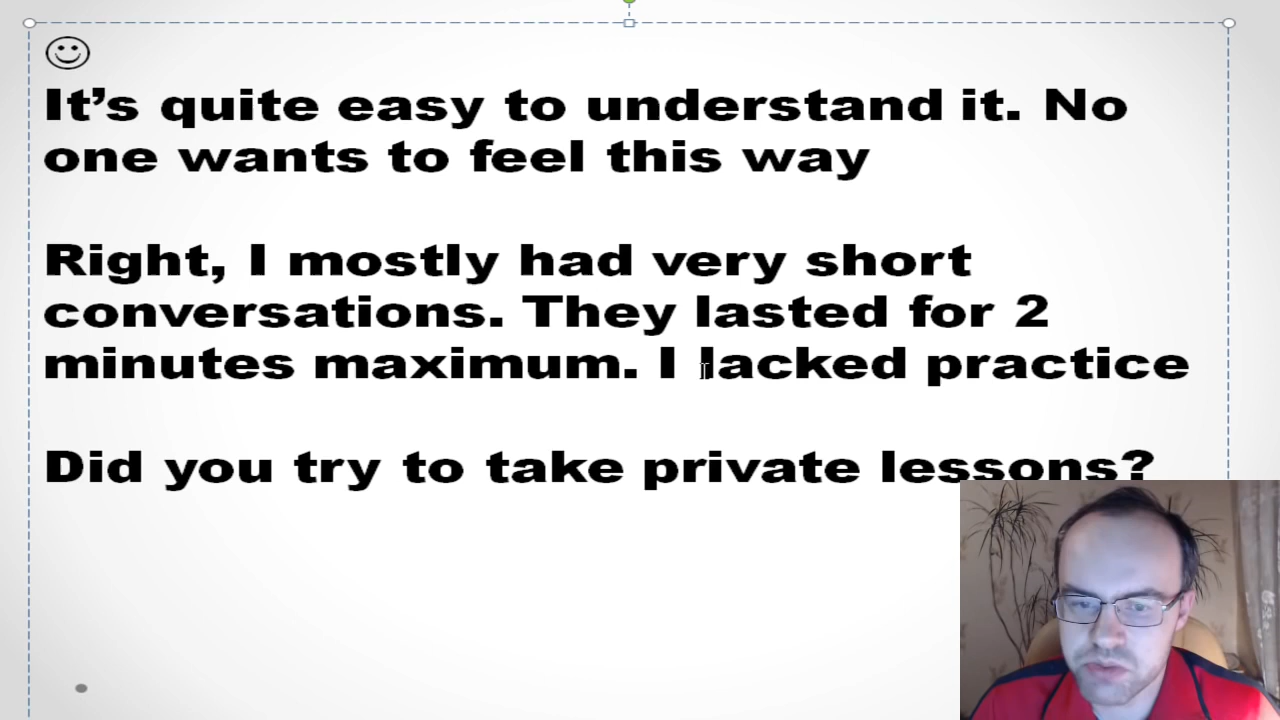 It's quite easy to understand it. No
one wants to feel this way
Right, I mostly had very short
conversations. They lasted for 2
minutes maximum. I lacked practice
Did you try to take private lessons?